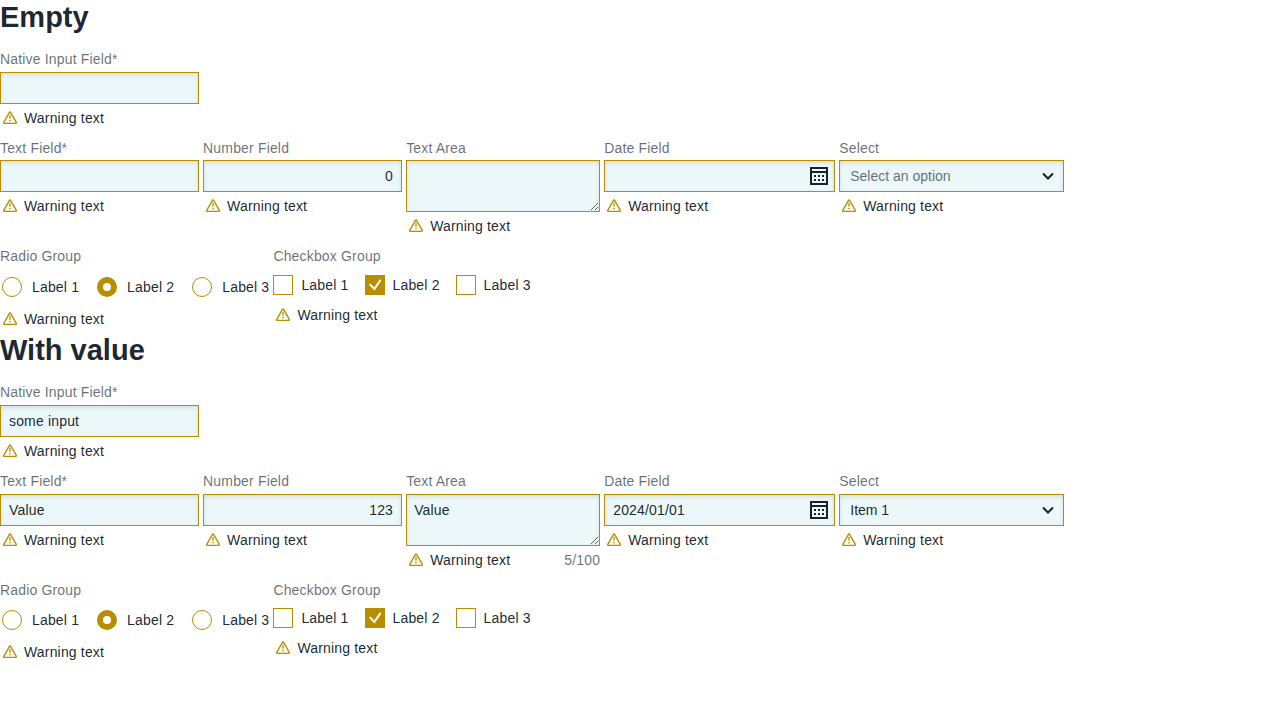 Empty
Native Input Field*
Warning text
Text Field* Number Field Text Area Date Field Select
0 Select an option
Warning text Warning text Warning text Warning text
Warning text
Radio Group Checkbox Group
Label 1 Label 2 Label 3 Label 1 Label 2 Label 3
Warning text Warning text
With value
Native Input Field*
some input
Warning text
Text Field* Number Field Text Area Date Field Select
Value 123 Value 2024/01/01 Item 1
Warning text Warning text Warning text Warning text
Warning text 5/100
Radio Group Checkbox Group
Label 1 Label 2 Label 3 Label 1 Label 2 Label 3
Warning text Warning text